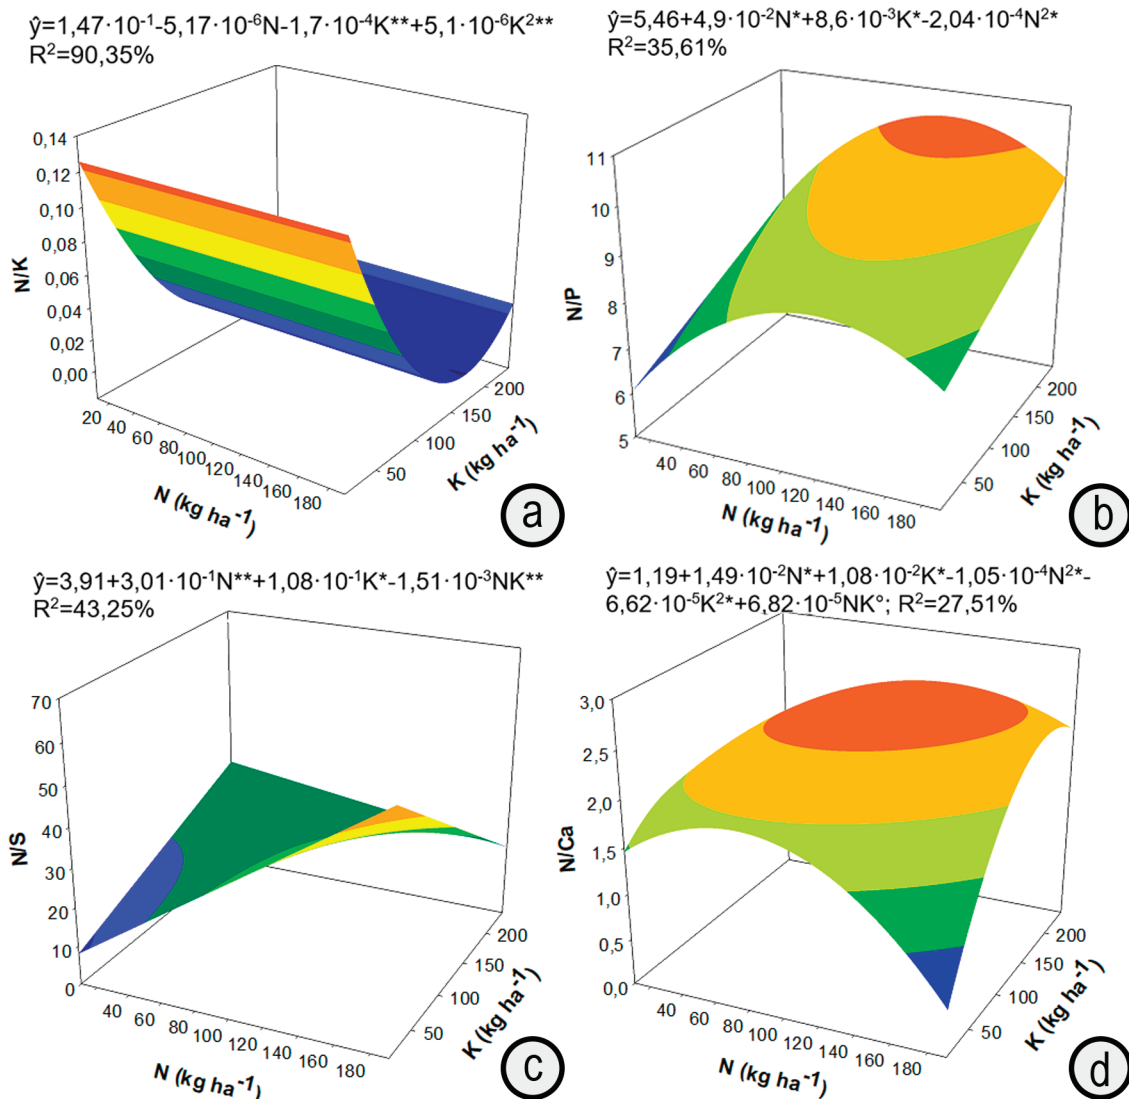 ŷ=1,47·10⁻¹-5,17·10⁻⁶N-1,7·10⁻⁴K**+5,1·10⁻⁶K²**
R²=90,35%
0,14
0,12
0,10
0,08
0,06
0,04
0,02
0,00
N/K
20 40 60 80 100 120 140 160 180
N (kg ha⁻¹)
50 100 150 200
K (kg ha⁻¹)
a
ŷ=5,46+4,9·10⁻²N*+8,6·10⁻³K*-2,04·10⁻⁴N²*
R²=35,61%
11
10
9
8
7
6
5
N/P
40 60 80 100 120 140 160 180
N (kg ha⁻¹)
50 100 150 200
K (kg ha⁻¹)
b
ŷ=3,91+3,01·10⁻¹N**+1,08·10⁻¹K*-1,51·10⁻³NK**
R²=43,25%
70
60
50
40
30
20
10
0
N/S
40 60 80 100 120 140 160 180
N (kg ha⁻¹)
50 100 150 200
K (kg ha⁻¹)
c
ŷ=1,19+1,49·10⁻²N*+1,08·10⁻²K*-1,05·10⁻⁴N²*-
6,62·10⁻⁵K²*+6,82·10⁻⁵NK°; R²=27,51%
3,0
2,5
2,0
1,5
1,0
0,5
0,0
N/Ca
40 60 80 100 120 140 160 180
N (kg ha⁻¹)
50 100 150 200
K (kg ha⁻¹)
d